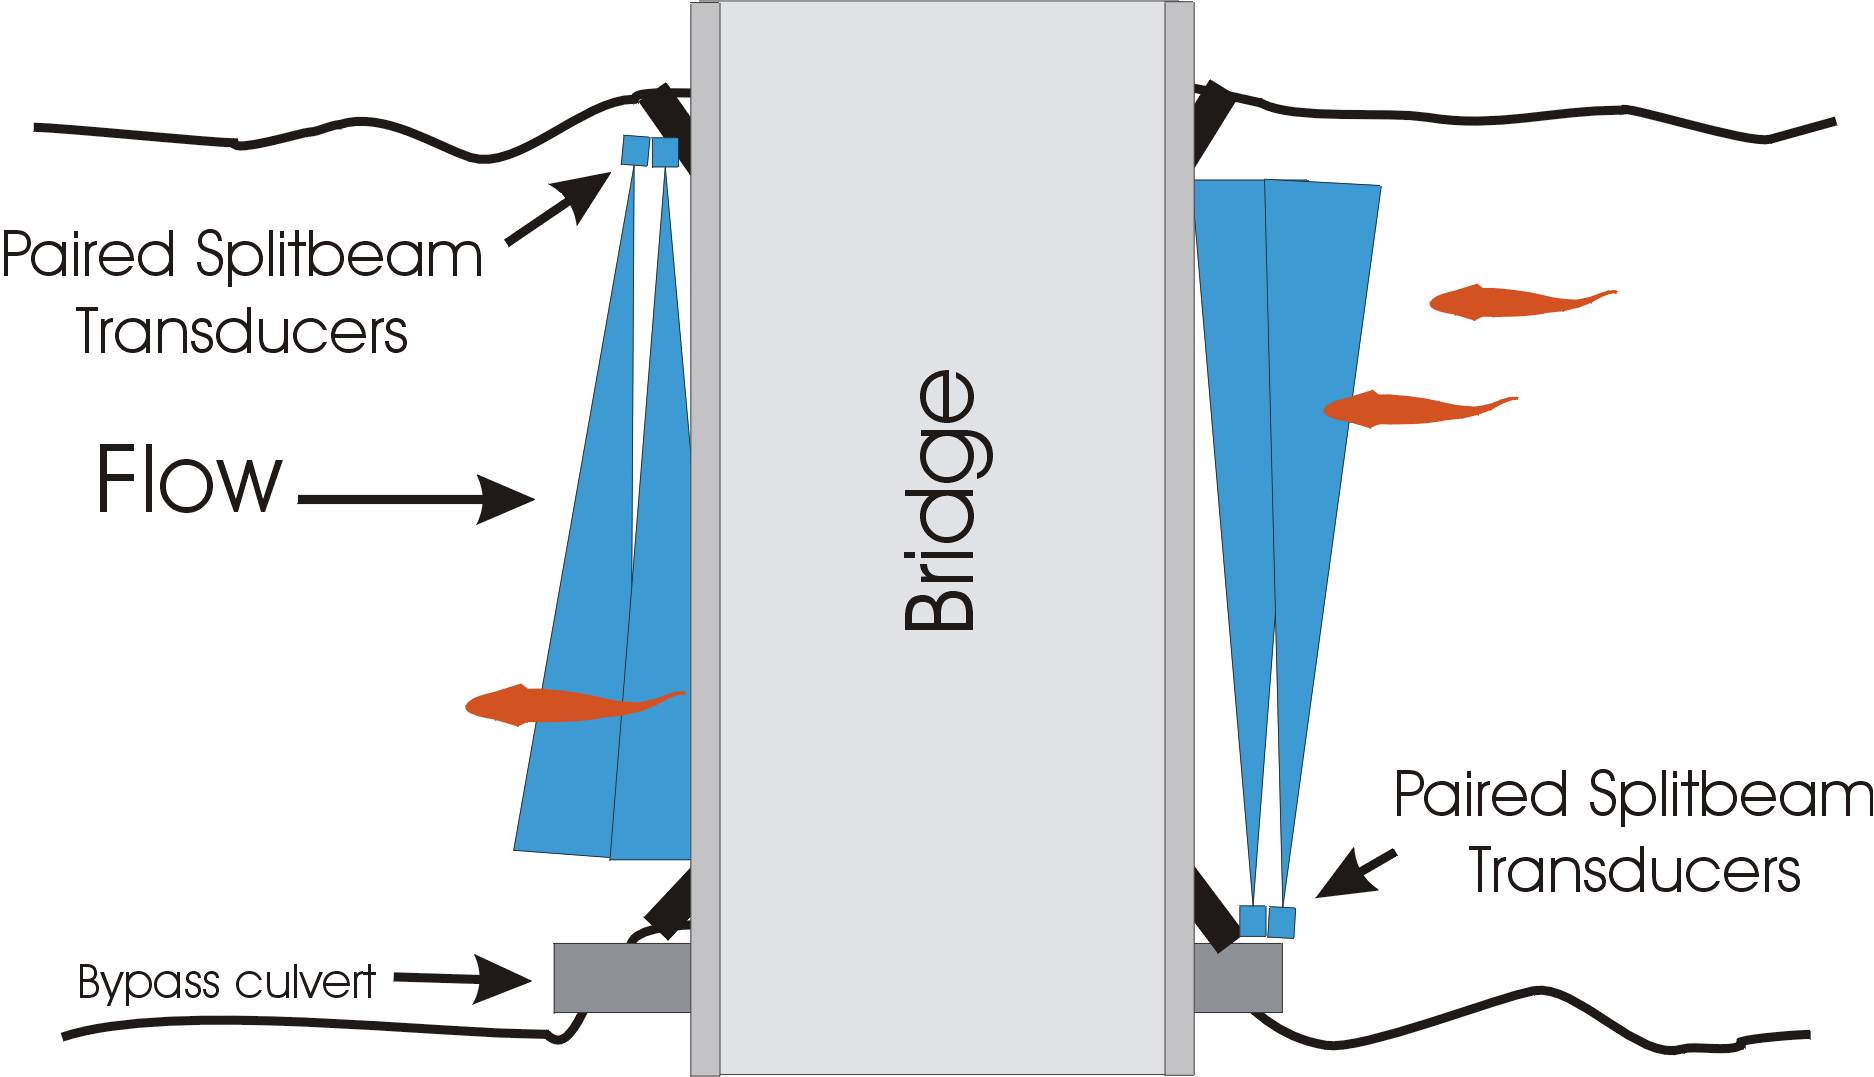 Paired Splitbeam
Transducers
Flow
Bridge
Paired Splitbeam
Transducers
Bypass culvert